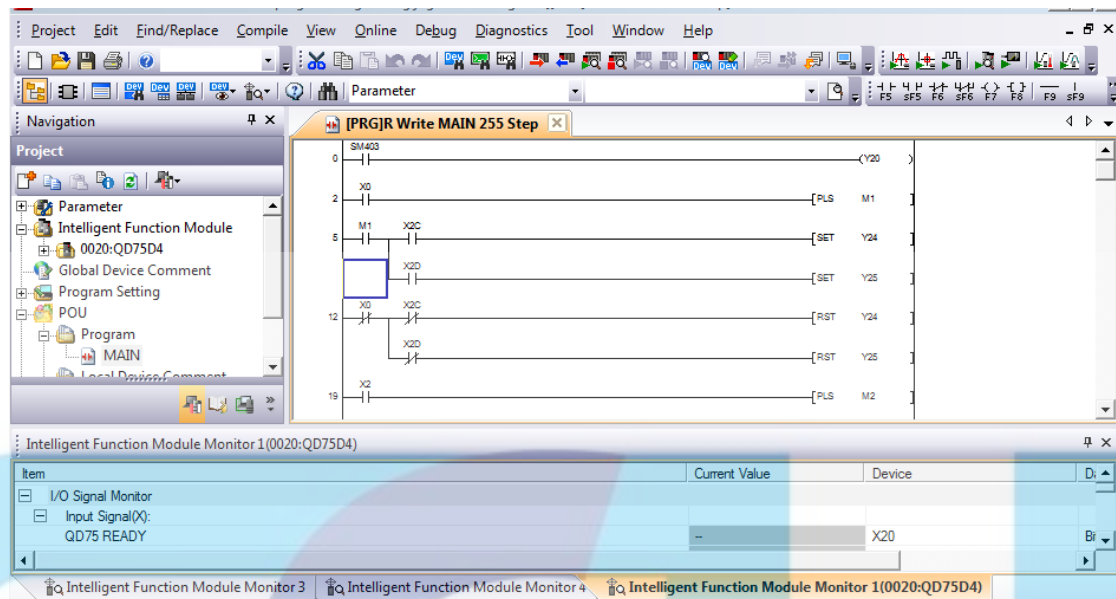 Project Edit Find/Replace Compile View Online Debug Diagnostics Tool Window Help
Parameter
F5 sF5 F6 sF6 F7 F8 F9 sF9
Navigation
[PRG]R Write MAIN 255 Step
Project
Parameter
Intelligent Function Module
0020:QD75D4
Global Device Comment
Program Setting
POU
Program
MAIN
Local Device Comment
0 SM403 Y20
2 X0 PLS M1
5 M1 X2C SET Y24
X2D SET Y25
12 X0 X2C RST Y24
X2D RST Y25
19 X2 PLS M2
Intelligent Function Module Monitor 1(0020:QD75D4)
Item Current Value Device
I/O Signal Monitor
Input Signal(X):
QD75 READY -- X20
Intelligent Function Module Monitor 3 Intelligent Function Module Monitor 4 Intelligent Function Module Monitor 1(0020:QD75D4)